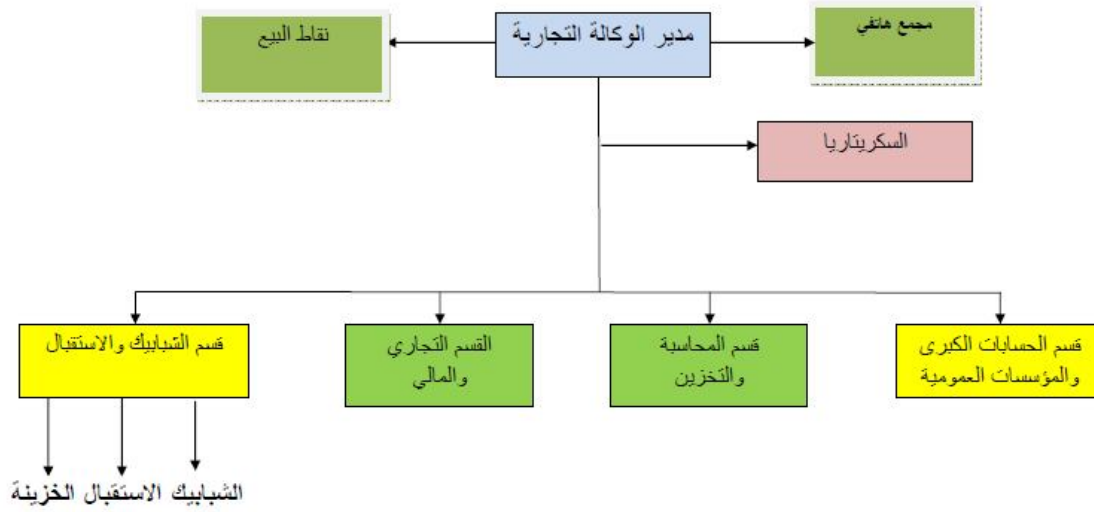 مجمع هاتفي
مدير الوكالة التجارية
نقاط البيع
السكريتاريا
قسم الحسابات الكبرى
والمؤسسات العمومية
قسم المحاسبة
والتخزين
القسم التجاري
والمالي
قسم الشبابيك والاستقبال
الشبابيك الاستقبال الخزينة